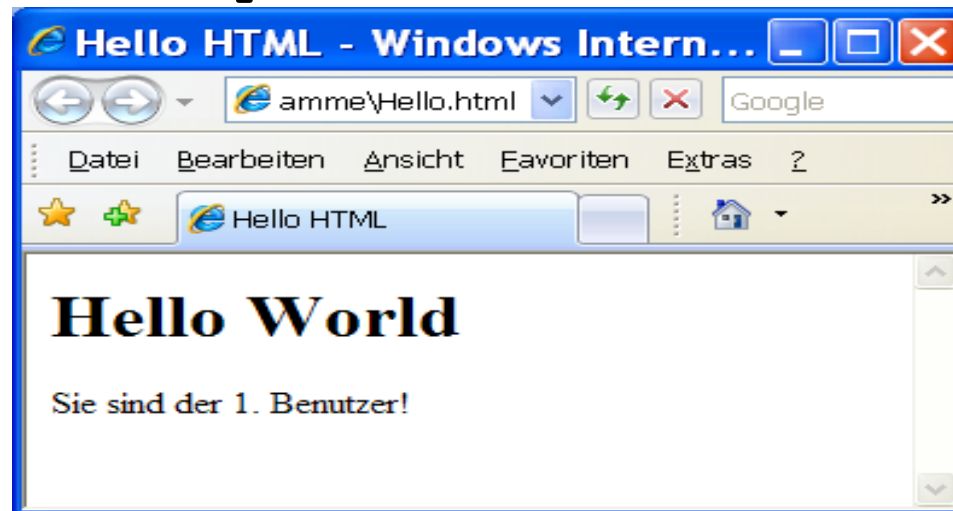 Hello HTML - Windows Intern...
amme\Hello.html Google
Datei Bearbeiten Ansicht Favoriten Extras ?
Hello HTML »
Hello World
Sie sind der 1. Benutzer!